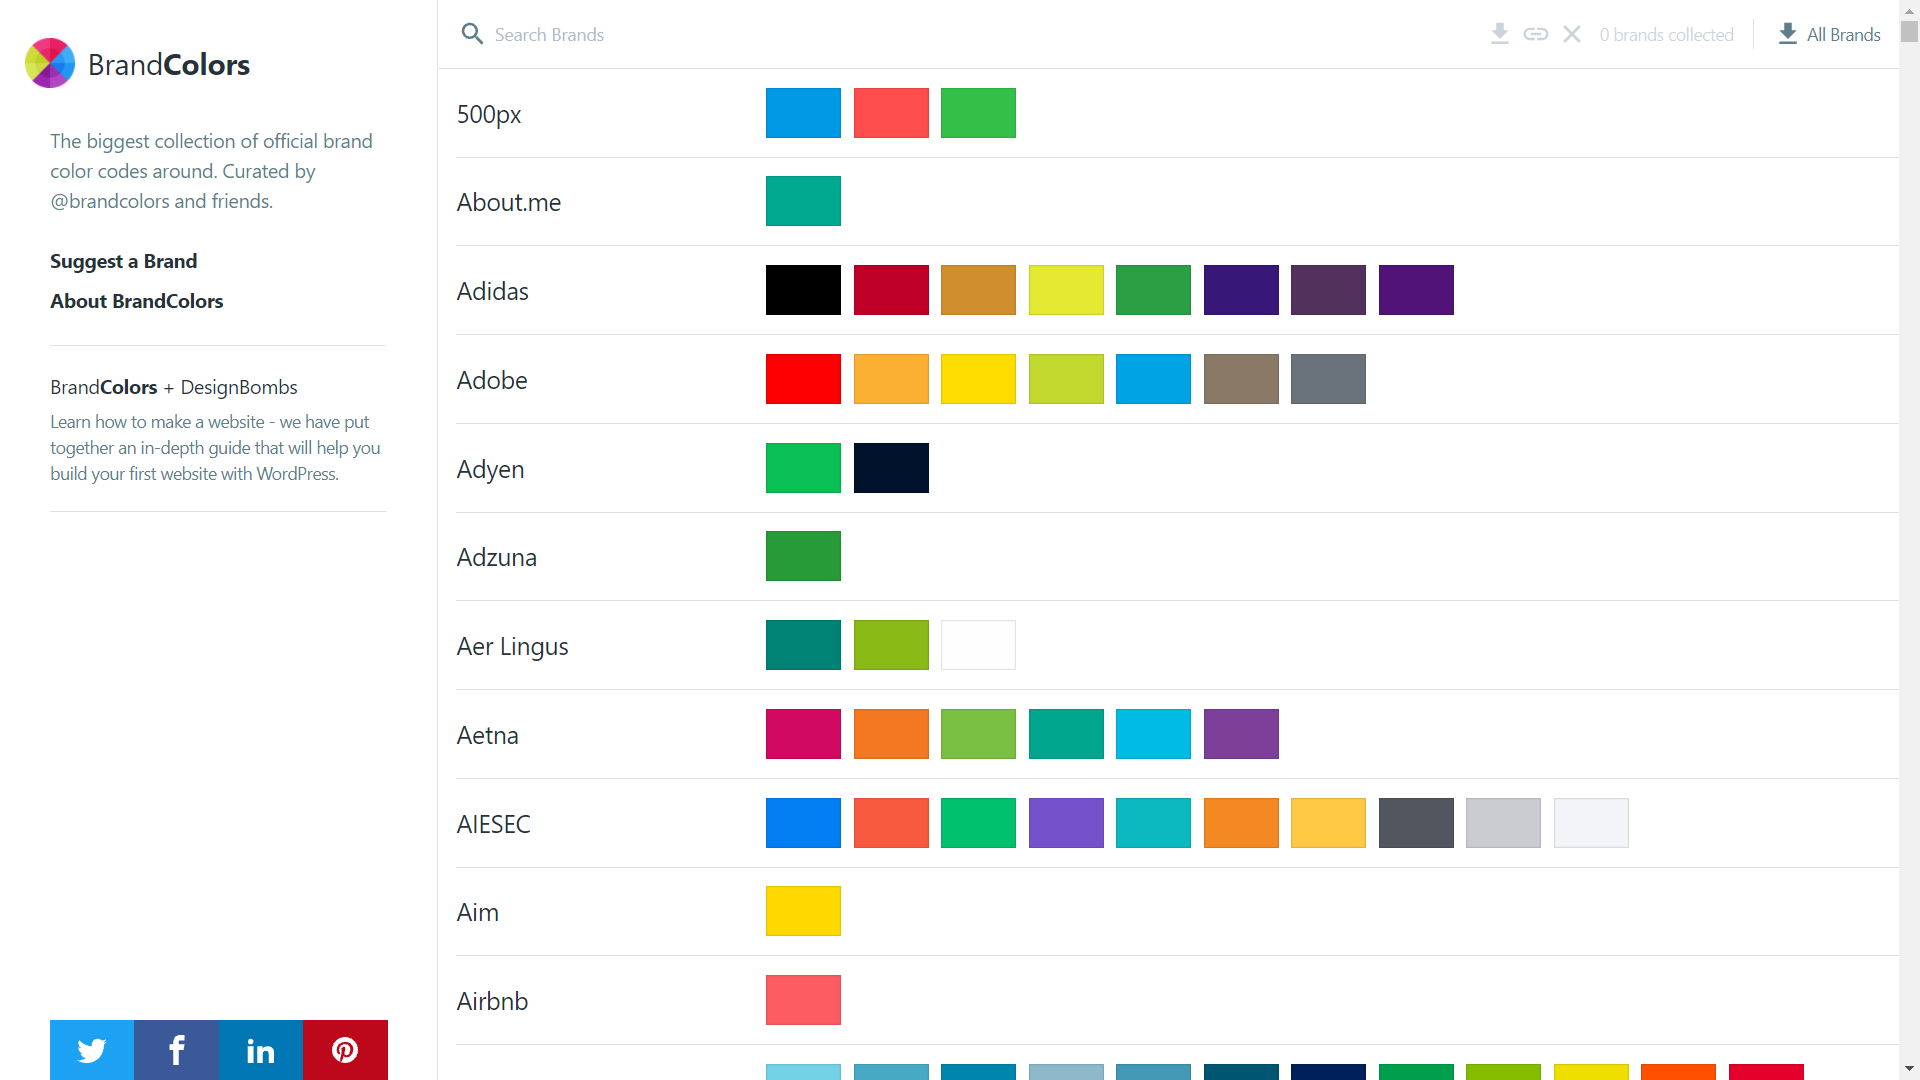 BrandColors
The biggest collection of official brand
color codes around. Curated by
@brandcolors and friends.
Suggest a Brand
About BrandColors
BrandColors + DesignBombs
Learn how to make a website - we have put
together an in-depth guide that will help you
build your first website with WordPress.
Search Brands
0 brands collected
All Brands
500px
About.me
Adidas
Adobe
Adyen
Adzuna
Aer Lingus
Aetna
AIESEC
Aim
Airbnb